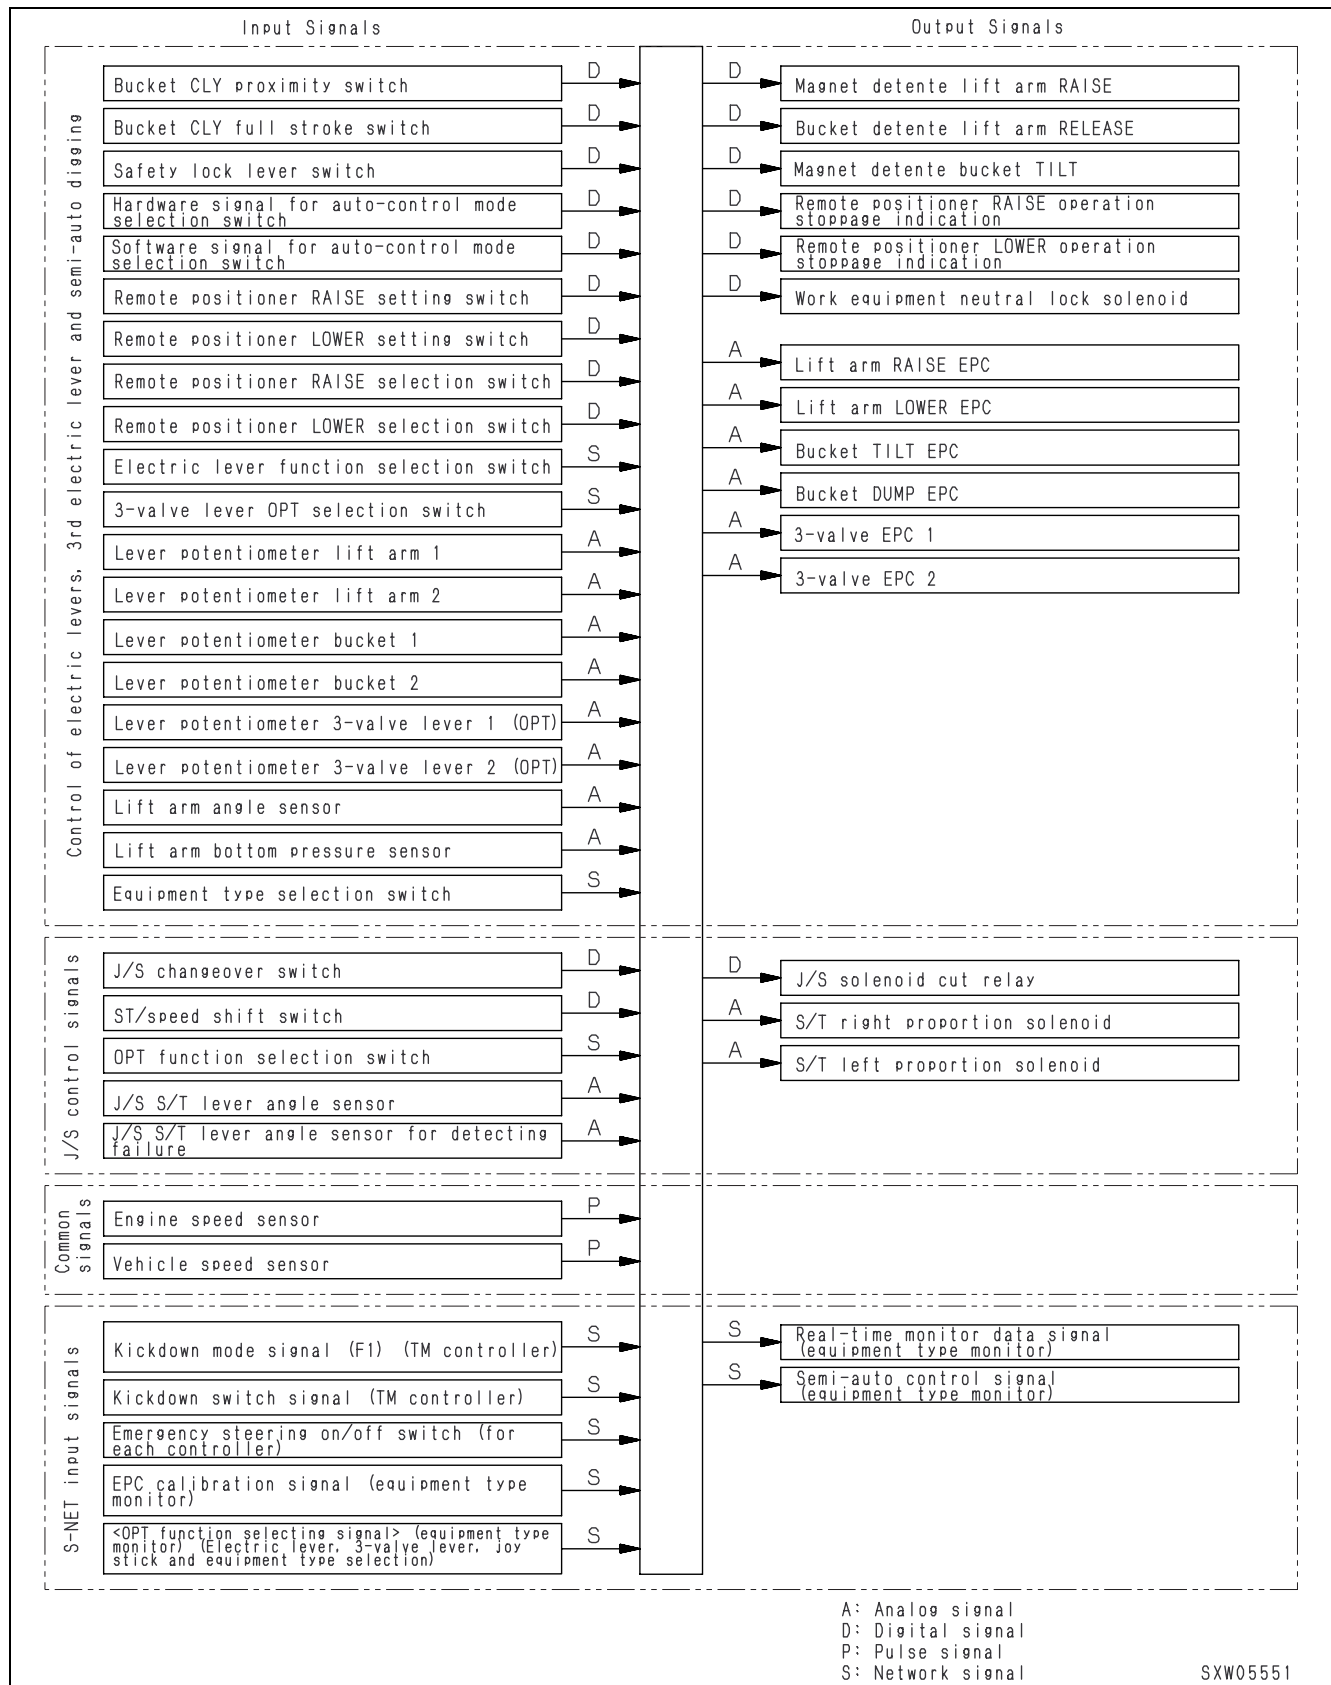 Input Signals
Output Signals
Control of electric levers, 3rd electric lever and semi-auto digging
Bucket CLY proximity switch
D
Bucket CLY full stroke switch
D
Safety lock lever switch
D
Hardware signal for auto-control mode
selection switch
D
Software signal for auto-control mode
selection switch
D
Remote positioner RAISE setting switch
D
Remote positioner LOWER setting switch
D
Remote positioner RAISE selection switch
D
Remote positioner LOWER selection switch
D
Electric lever function selection switch
S
3-valve lever OPT selection switch
S
Lever potentiometer lift arm 1
A
Lever potentiometer lift arm 2
A
Lever potentiometer bucket 1
A
Lever potentiometer bucket 2
A
Lever potentiometer 3-valve lever 1 (OPT)
A
Lever potentiometer 3-valve lever 2 (OPT)
A
Lift arm angle sensor
A
Lift arm bottom pressure sensor
A
Equipment type selection switch
S
D
Magnet detente lift arm RAISE
D
Bucket detente lift arm RELEASE
D
Magnet detente bucket TILT
D
Remote positioner RAISE operation
stoppage indication
D
Remote positioner LOWER operation
stoppage indication
D
Work equipment neutral lock solenoid
A
Lift arm RAISE EPC
A
Lift arm LOWER EPC
A
Bucket TILT EPC
A
Bucket DUMP EPC
A
3-valve EPC 1
A
3-valve EPC 2
J/S control signals
J/S changeover switch
D
ST/speed shift switch
D
OPT function selection switch
S
J/S S/T lever angle sensor
A
J/S S/T lever angle sensor for detecting
failure
A
D
J/S solenoid cut relay
A
S/T right proportion solenoid
A
S/T left proportion solenoid
Common
signals
Engine speed sensor
P
Vehicle speed sensor
P
S-NET input signals
Kickdown mode signal (F1) (TM controller)
S
Kickdown switch signal (TM controller)
S
Emergency steering on/off switch (for
each controller)
S
EPC calibration signal (equipment type
monitor)
S
<OPT function selecting signal> (equipment type
monitor) (Electric lever, 3-valve lever, joy
stick and equipment type selection)
S
S
Real-time monitor data signal
(equipment type monitor)
S
Semi-auto control signal
(equipment type monitor)
A: Analog signal
D: Digital signal
P: Pulse signal
S: Network signal
SXW05551